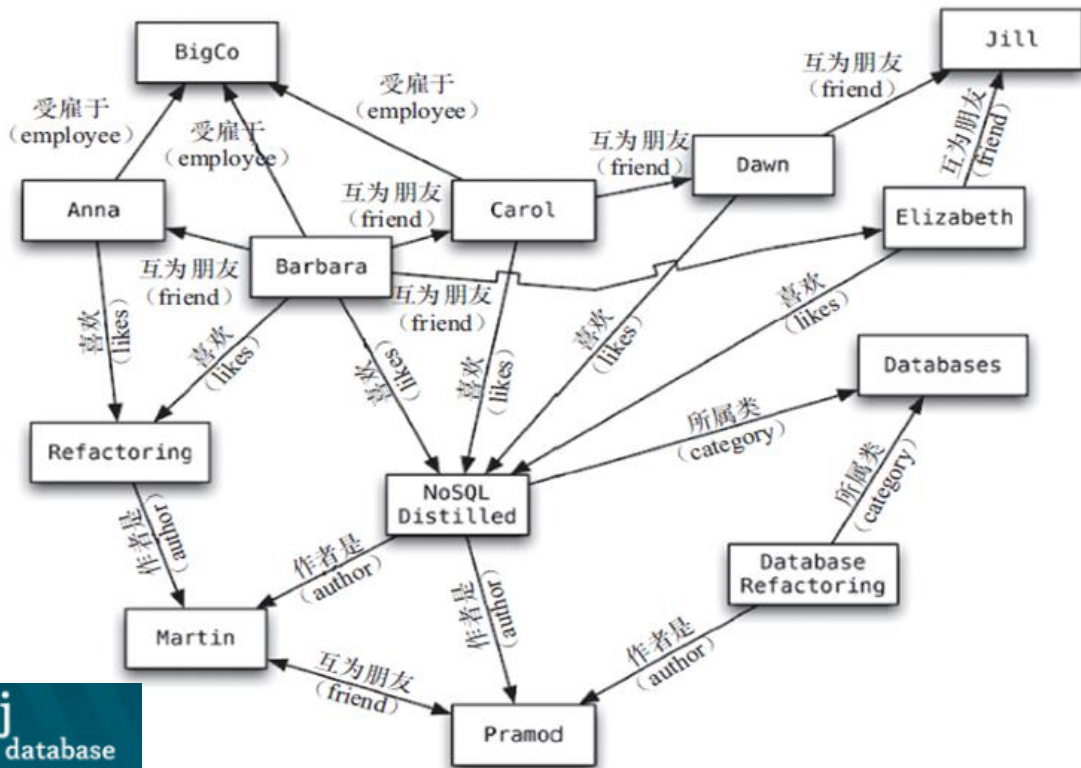 BigCo
Jill
受雇于
(employee)
受雇于
(employee)
受雇于
(employee)
互为朋友
(friend)
互为朋友
(friend)
互为朋友
(friend)
Anna
Barbara
Carol
Dawn
Elizabeth
互为朋友
(friend)
互为朋友
(friend)
互为朋友
(friend)
喜欢
(likes)
喜欢
(likes)
喜欢
(likes)
喜欢
(likes)
喜欢
(likes)
喜欢
(likes)
Databases
Refactoring
NoSQL
Distilled
所属类
(category)
所属类
(category)
Database
Refactoring
作者是
(author)
作者是
(author)
作者是
(author)
作者是
(author)
Martin
互为朋友
(friend)
Pramod
j
database